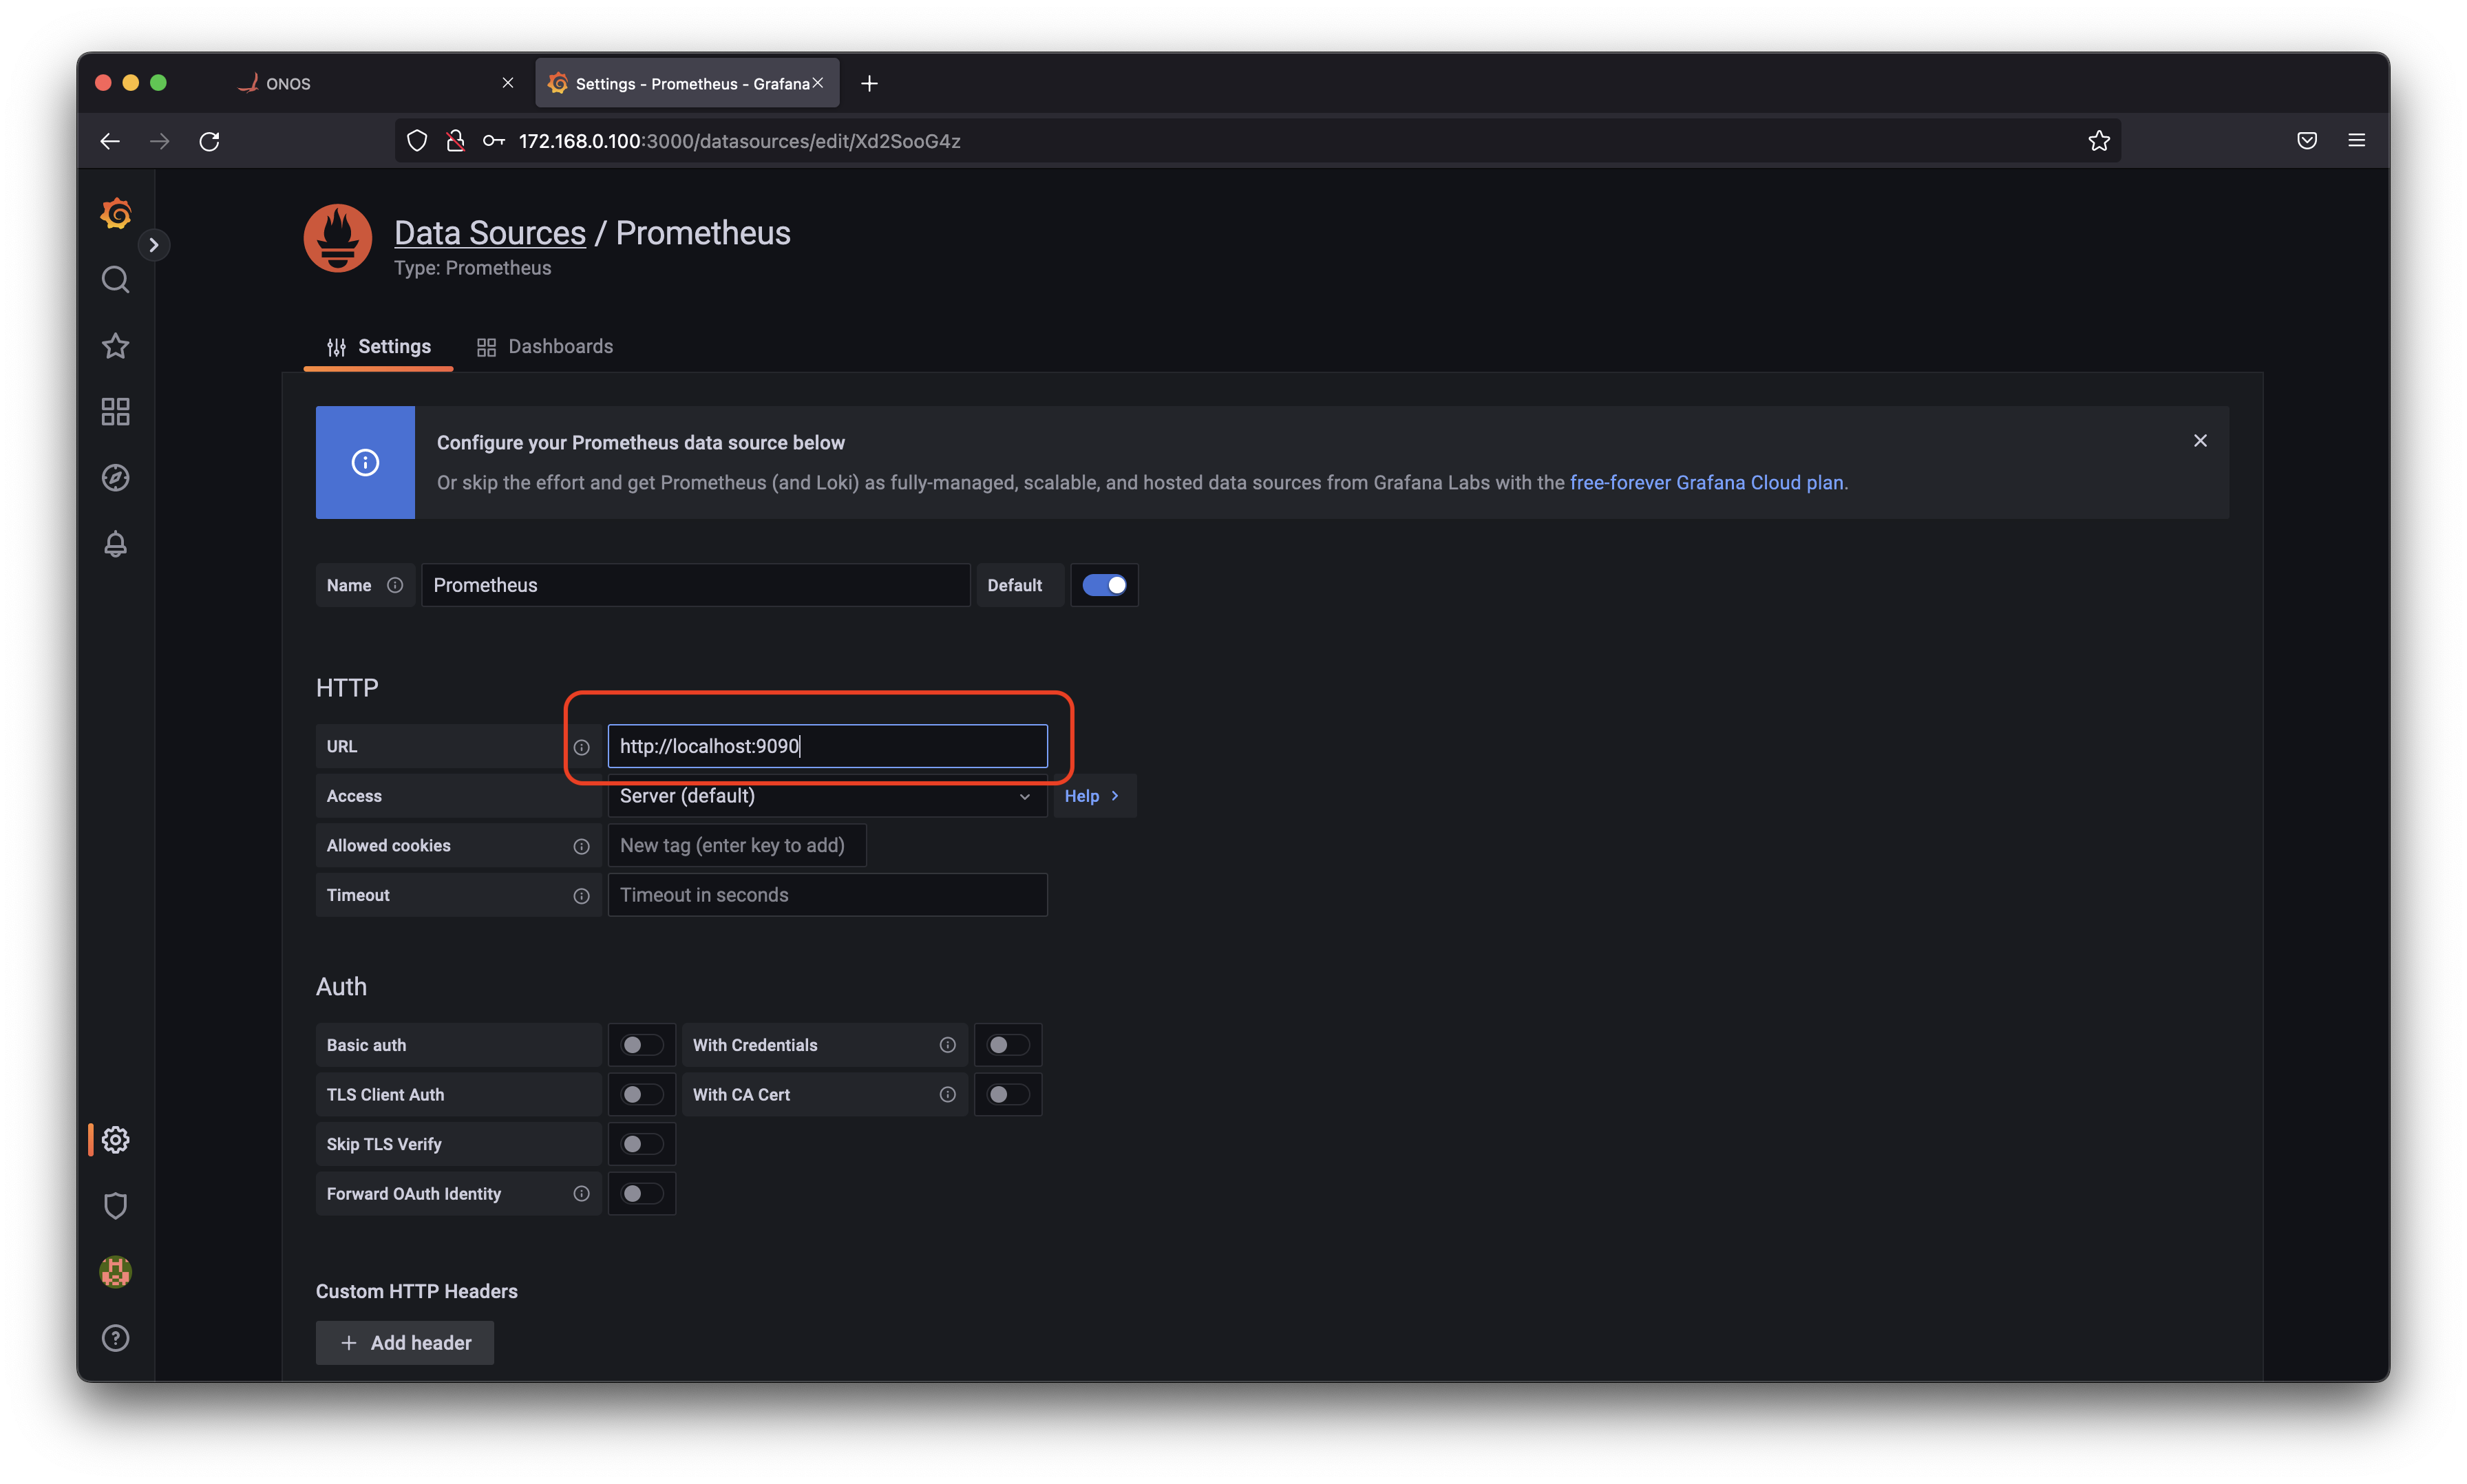 ONOS
Settings - Prometheus - Grafana
172.168.0.100:3000/datasources/edit/Xd2SooG4z
Data Sources / Prometheus
Type: Prometheus
Settings
Dashboards
Configure your Prometheus data source below
Or skip the effort and get Prometheus (and Loki) as fully-managed, scalable, and hosted data sources from Grafana Labs with the free-forever Grafana Cloud plan.
Name Prometheus Default
HTTP
URL http://localhost:9090
Access Server (default) Help
Allowed cookies New tag (enter key to add)
Timeout Timeout in seconds
Auth
Basic auth With Credentials
TLS Client Auth With CA Cert
Skip TLS Verify
Forward OAuth Identity
Custom HTTP Headers
+ Add header